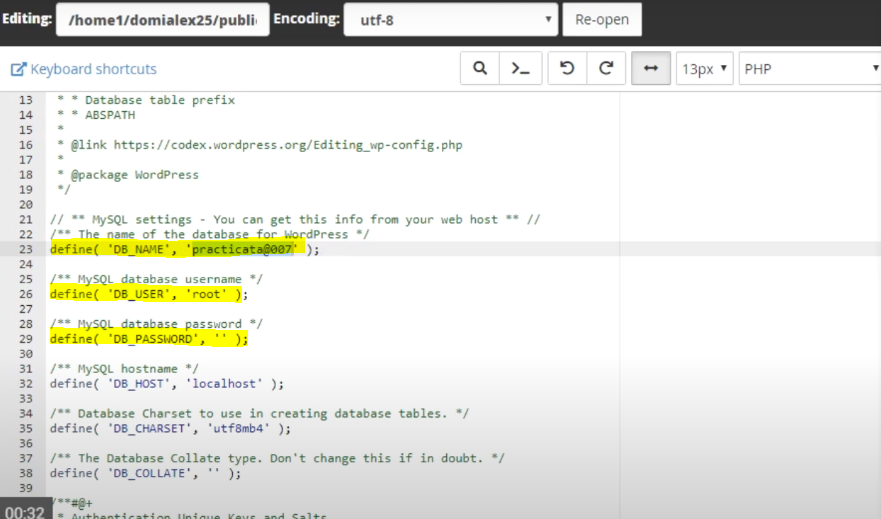 Editing: /home1/domialex25/publi Encoding: utf-8 Re-open
Keyboard shortcuts 13px PHP
13 * * Database table prefix
14 * * ABSPATH
15 *
16 * @link https://codex.wordpress.org/Editing_wp-config.php
17 *
18 * @package WordPress
19 */
20
21 // ** MySQL settings - You can get this info from your web host ** //
22 /** The name of the database for WordPress */
23 define( 'DB_NAME', 'practicata@007' );
24
25 /** MySQL database username */
26 define( 'DB_USER', 'root' );
27
28 /** MySQL database password */
29 define( 'DB_PASSWORD', '' );
30
31 /** MySQL hostname */
32 define( 'DB_HOST', 'localhost' );
33
34 /** Database Charset to use in creating database tables. */
35 define( 'DB_CHARSET', 'utf8mb4' );
36
37 /** The Database Collate type. Don't change this if in doubt. */
38 define( 'DB_COLLATE', '' );
39
/**#@+
00:32 * Authentication Unique Keys and Salts